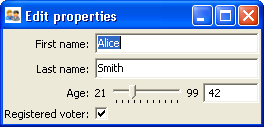 Edit properties
First name: Alice
Last name: Smith
Age: 21 99 42
Registered voter: